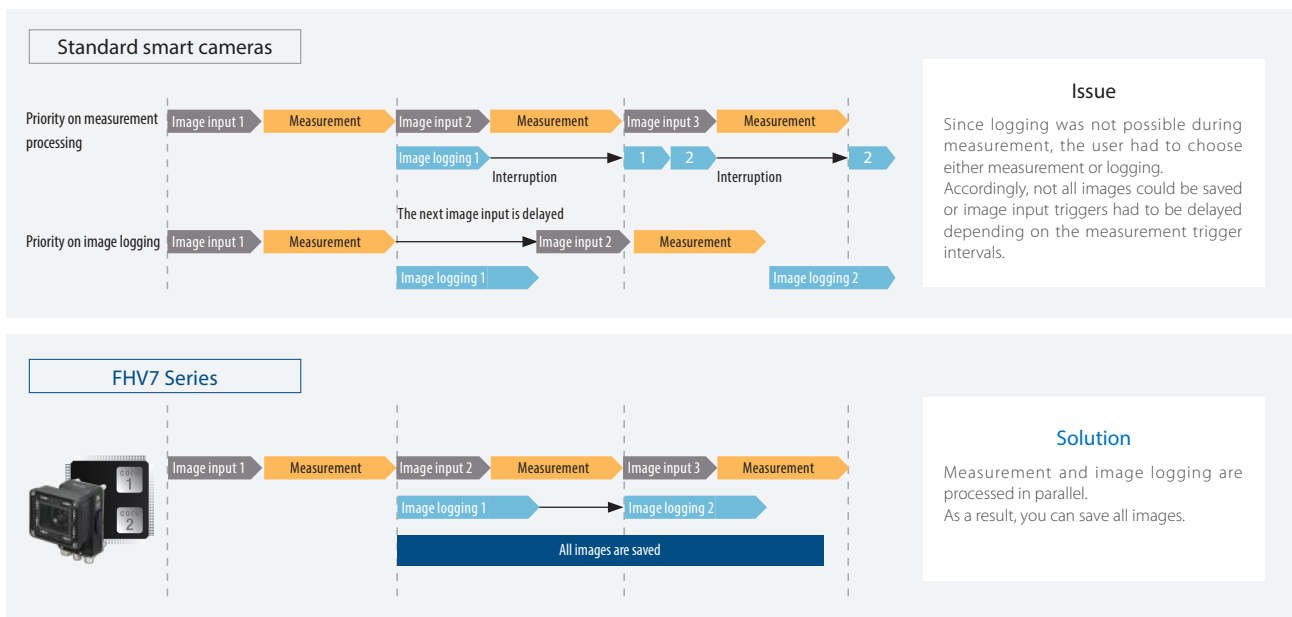 Standard smart cameras
Priority on measurement
processing
Image input 1
Measurement
Image input 2
Measurement
Image input 3
Measurement
Image logging 1
Interruption
1
2
Interruption
2
The next image input is delayed
Priority on image logging
Image input 1
Measurement
Image input 2
Measurement
Image logging 1
Image logging 2
Issue
Since logging was not possible during
measurement, the user had to choose
either measurement or logging.
Accordingly, not all images could be saved
or image input triggers had to be delayed
depending on the measurement trigger
intervals.
FHV7 Series
core
1
core
2
Image input 1
Measurement
Image input 2
Measurement
Image input 3
Measurement
Image logging 1
Image logging 2
All images are saved
Solution
Measurement and image logging are
processed in parallel.
As a result, you can save all images.